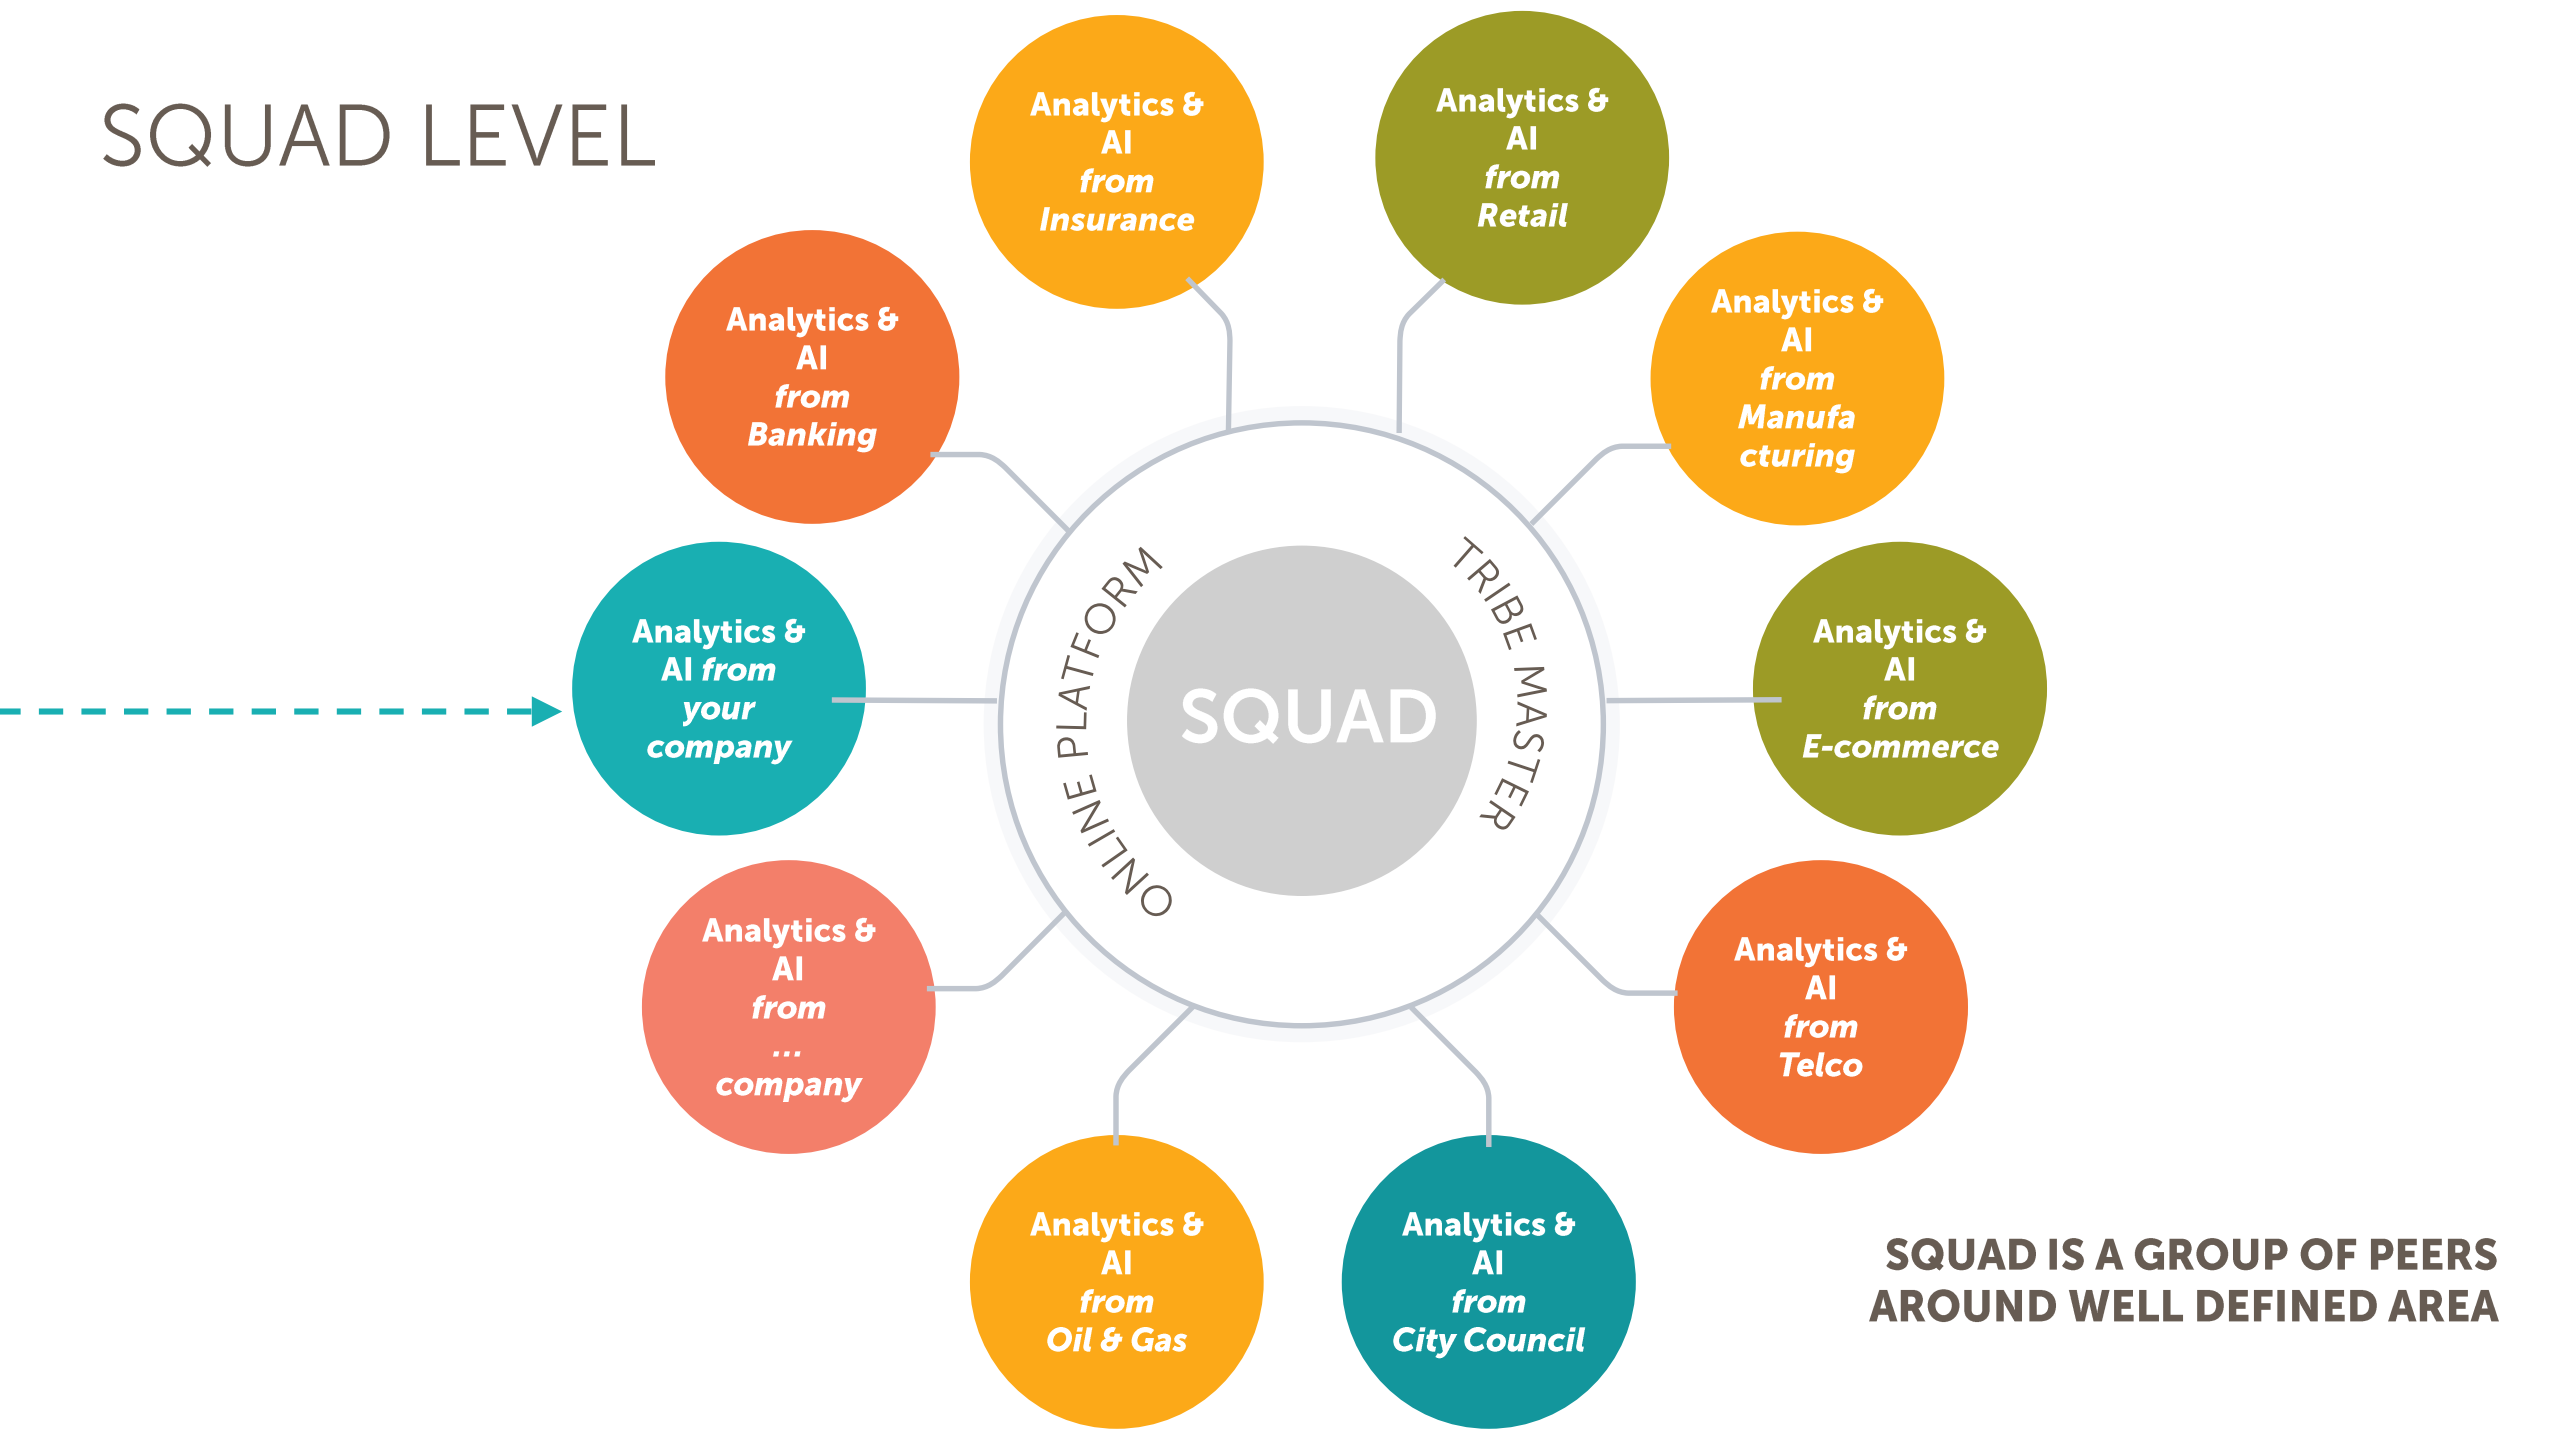 SQUAD LEVEL
Analytics &
AI
from
Insurance
Analytics &
AI
from
Retail
Analytics &
AI
from
Banking
Analytics &
AI
from
Manufa
cturing
Analytics &
AI from
your
company
ONLINE PLATFORM
SQUAD
TRIBE MASTER
Analytics &
AI
from
E-commerce
Analytics &
AI
from
...
company
Analytics &
AI
from
Telco
Analytics &
AI
from
Oil & Gas
Analytics &
AI
from
City Council
SQUAD IS A GROUP OF PEERS
AROUND WELL DEFINED AREA